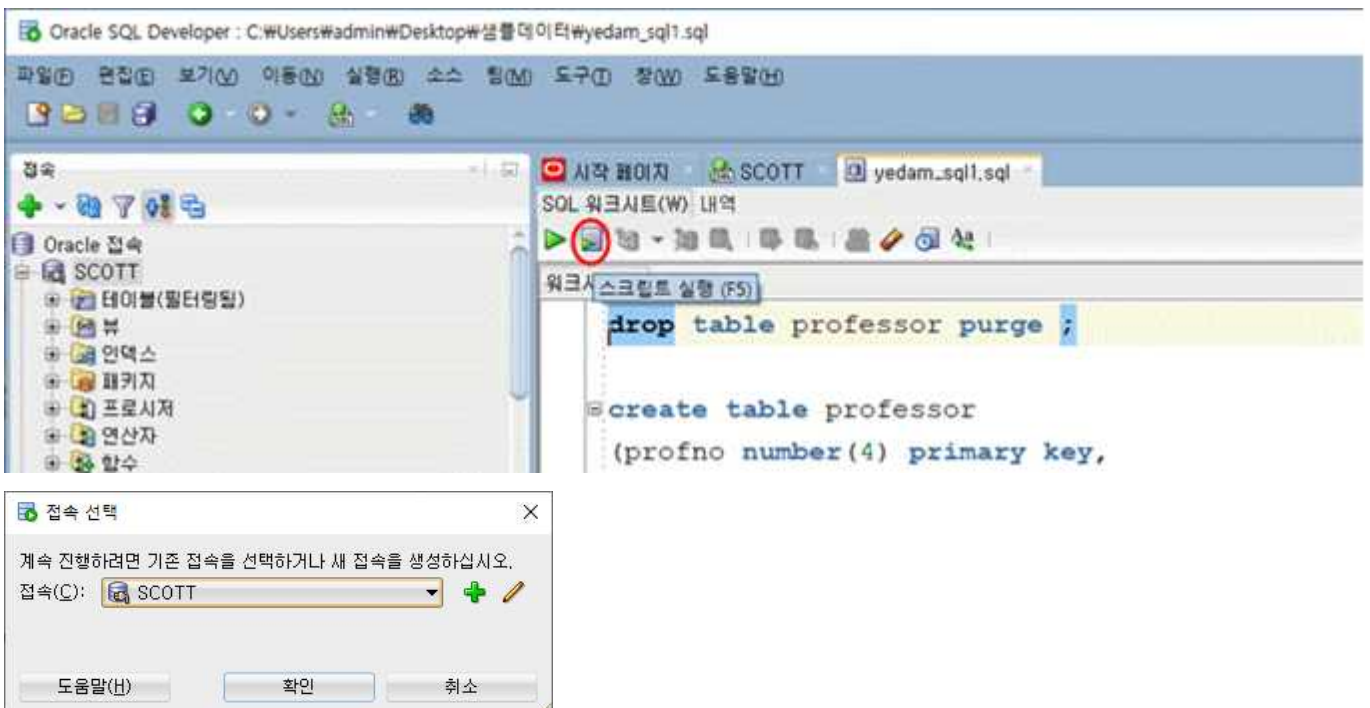 Oracle SQL Developer : C:₩Users₩admin₩Desktop₩샘플데이터₩yedam_sql1.sql
파일(F) 편집(E) 보기(V) 이동(N) 실행(R) 소스 팀(M) 도구(T) 창(W) 도움말(H)
접속
Oracle 접속
SCOTT
테이블(필터링됨)
뷰
인덱스
패키지
프로시저
연산자
함수
시작 페이지 SCOTT yedam_sql1.sql
SQL 워크시트(W) 내역
워크시
스크립트 실행 (F5)
drop table professor purge ;
create table professor
(profno number(4) primary key,
접속 선택
계속 진행하려면 기존 접속을 선택하거나 새 접속을 생성하십시오.
접속(C): SCOTT
도움말(H) 확인 취소